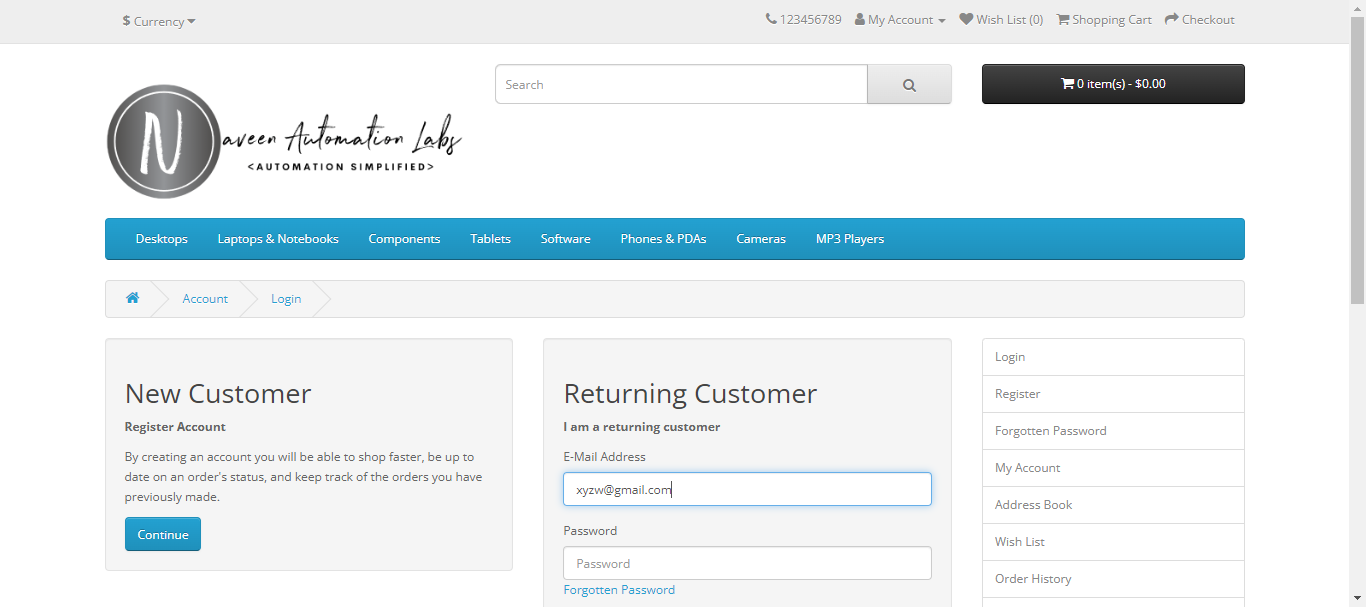 $ Currency
123456789 My Account Wish List (0) Shopping Cart Checkout
Search
0 item(s) - $0.00
N
aveen Automation Labs
<AUTOMATION SIMPLIFIED>
Desktops Laptops & Notebooks Components Tablets Software Phones & PDAs Cameras MP3 Players
Account Login
New Customer
Register Account
By creating an account you will be able to shop faster, be up to
date on an order's status, and keep track of the orders you have
previously made.
Continue
Returning Customer
I am a returning customer
E-Mail Address
xyzw@gmail.com
Password
Password
Forgotten Password
Login
Register
Forgotten Password
My Account
Address Book
Wish List
Order History